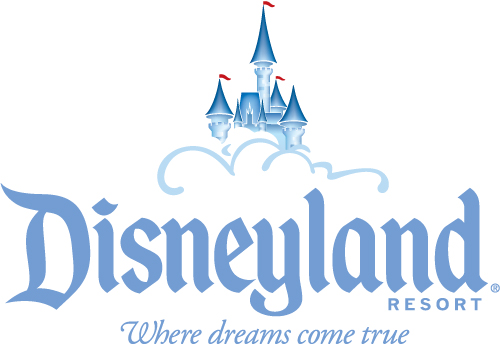 Disneyland®
RESORT
Where dreams come true